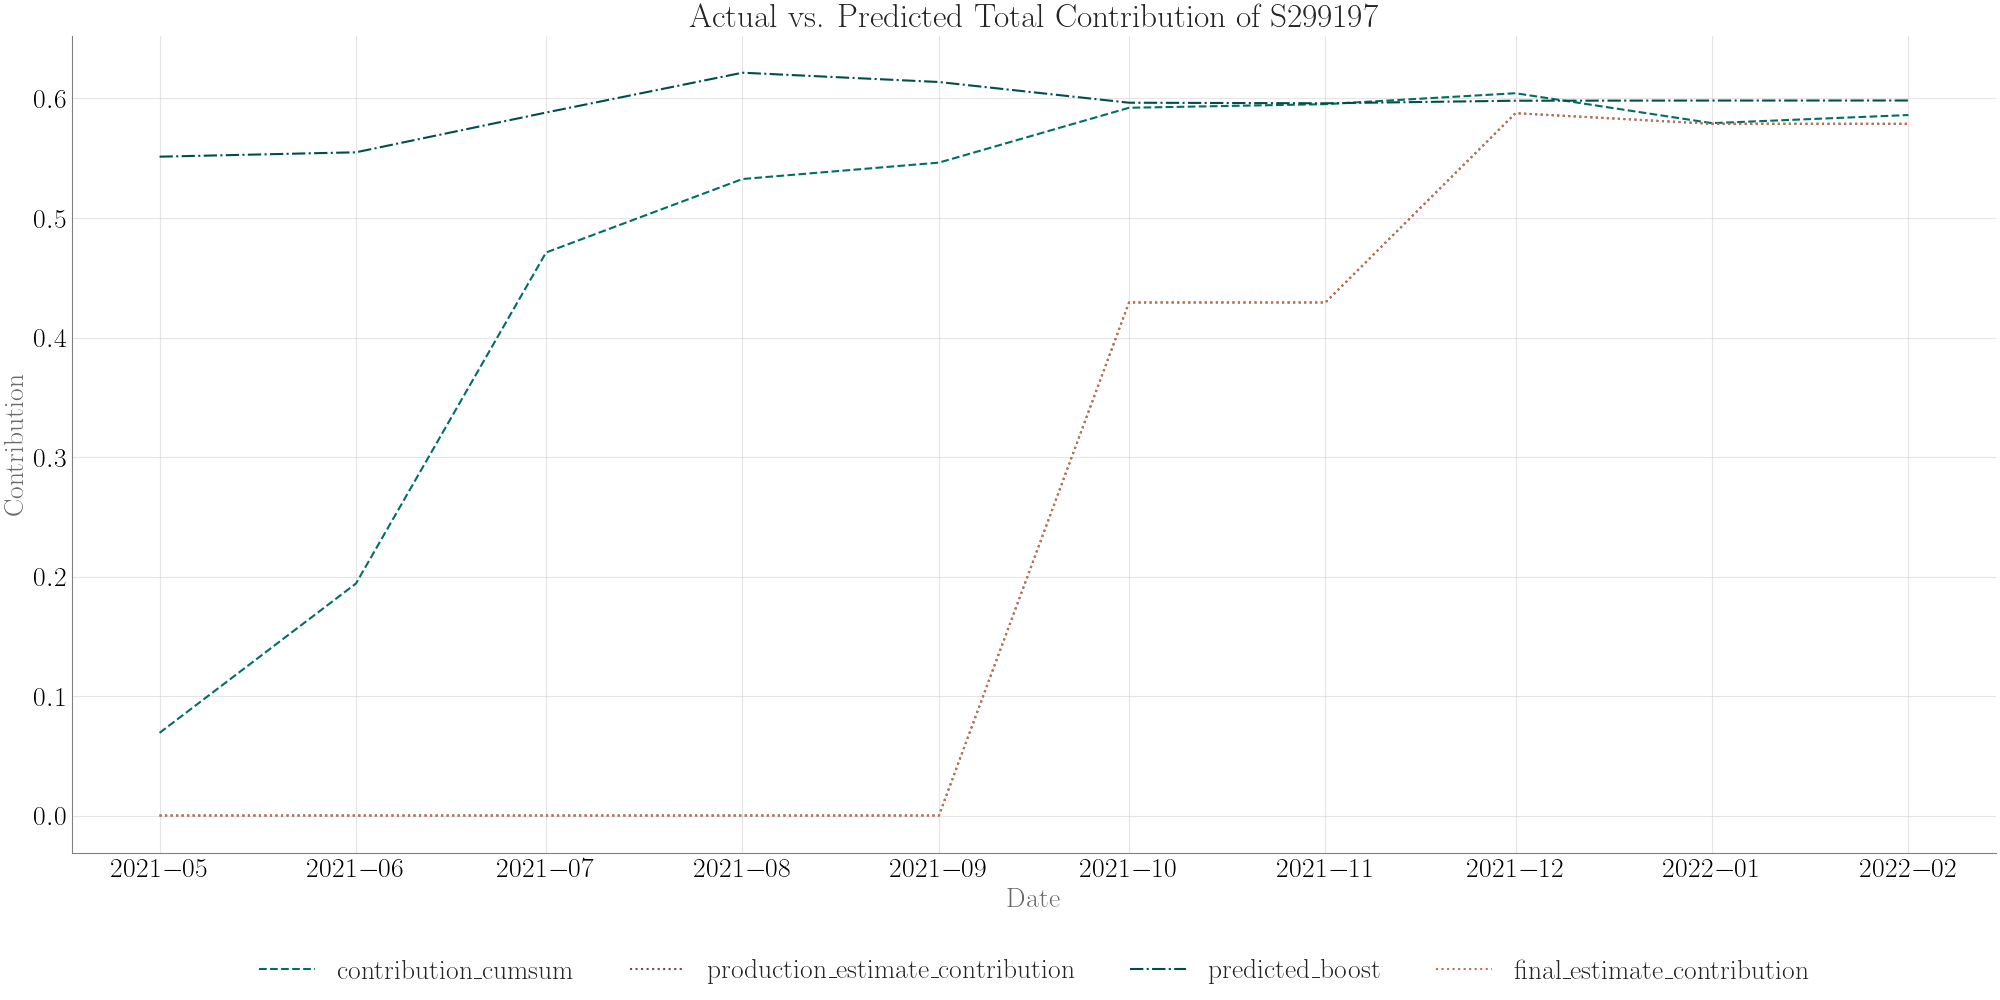 Actual vs. Predicted Total Contribution of S299197
Contribution
0.6
0.5
0.4
0.3
0.2
0.1
0.0
2021−05 2021−06 2021−07 2021−08 2021−09 2021−10 2021−11 2021−12 2022−01 2022−02
Date
contribution_cumsum production_estimate_contribution predicted_boost final_estimate_contribution